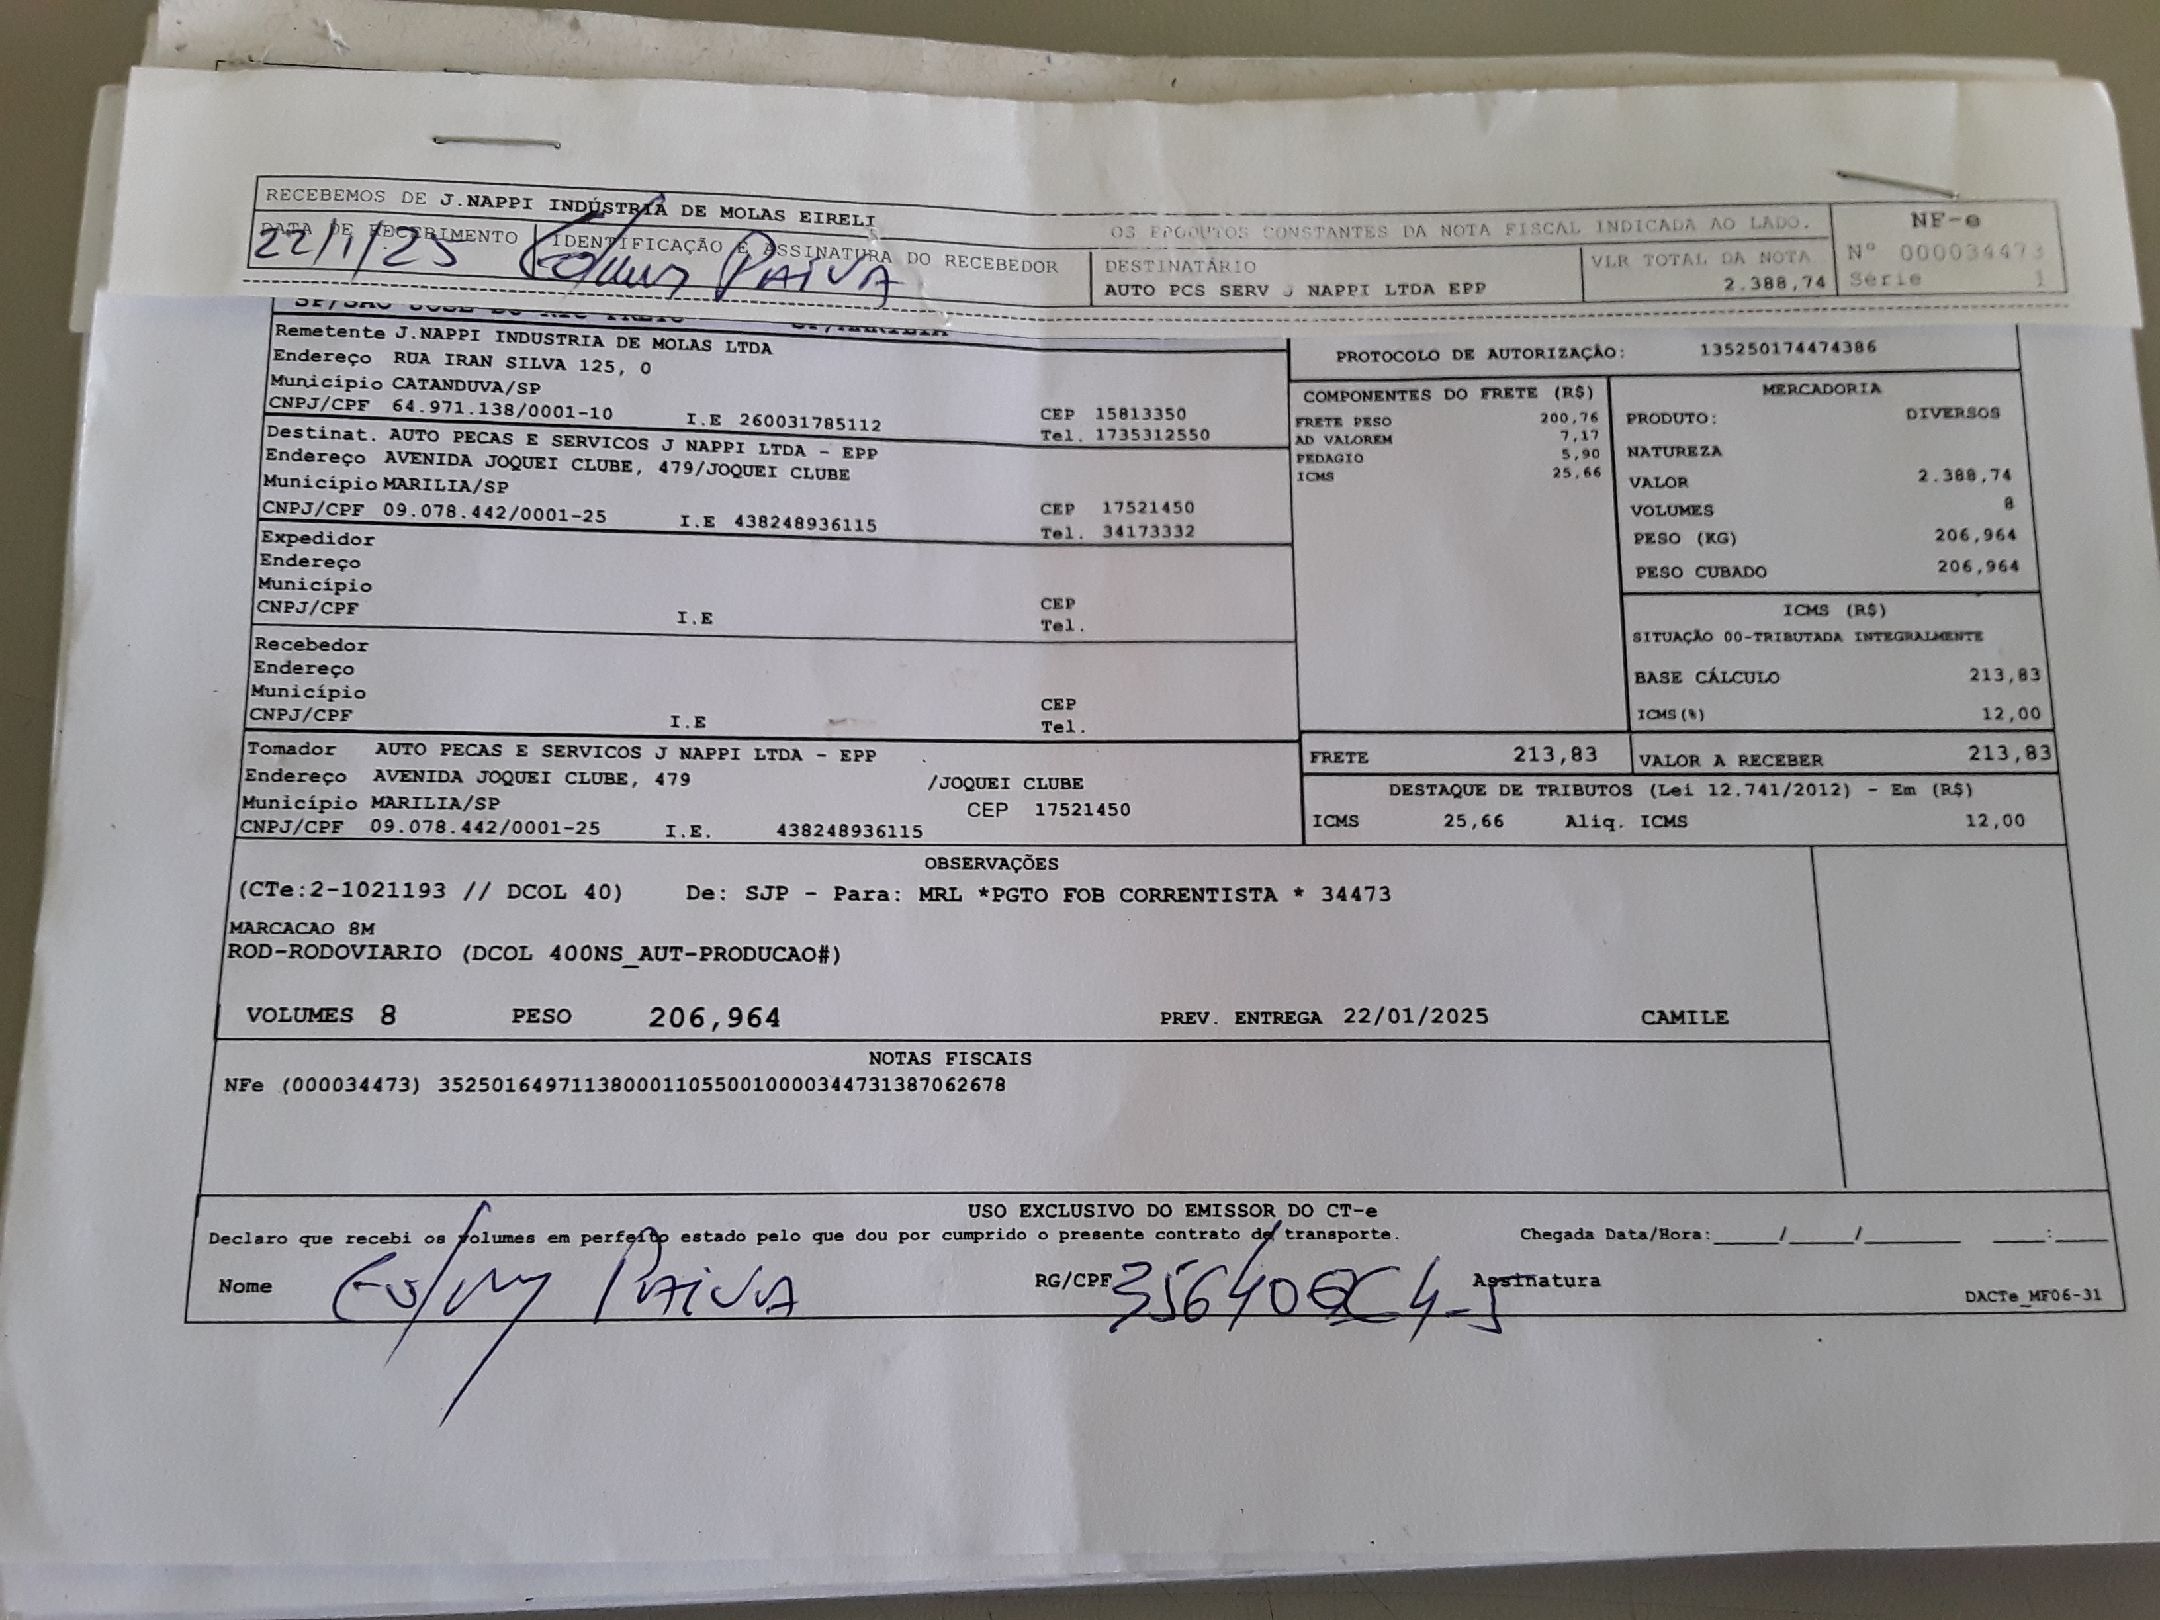 RECEBEMOS DE J.NAPPI INDÚSTRIA DE MOLAS EIRELI OS PRODUTOS CONSTANTES DA NOTA FISCAL INDICADA AO LADO.
NF-e
Nº 000034473
Série 1
DATA DE RECEBIMENTO
22/1/25
IDENTIFICAÇÃO E ASSINATURA DO RECEBEDOR
PAIVA
DESTINATÁRIO
AUTO PCS SERV J NAPPI LTDA EPP
VLR TOTAL DA NOTA
2.388,74
Remetente J.NAPPI INDUSTRIA DE MOLAS LTDA
Endereço RUA IRAN SILVA 125, 0
Município CATANDUVA/SP
CNPJ/CPF 64.971.138/0001-10 I.E 260031785112
CEP 15813350
Tel. 1735312550
Destinat. AUTO PECAS E SERVICOS J NAPPI LTDA - EPP
Endereço AVENIDA JOQUEI CLUBE, 479/JOQUEI CLUBE
Município MARILIA/SP
CNPJ/CPF 09.078.442/0001-25 I.E 438248936115
CEP 17521450
Tel. 34173332
Expedidor
Endereço
Município
CNPJ/CPF I.E
CEP
Tel.
Recebedor
Endereço
Município
CNPJ/CPF I.E
CEP
Tel.
Tomador AUTO PECAS E SERVICOS J NAPPI LTDA - EPP
Endereço AVENIDA JOQUEI CLUBE, 479 /JOQUEI CLUBE
Município MARILIA/SP CEP 17521450
CNPJ/CPF 09.078.442/0001-25 I.E. 438248936115
PROTOCOLO DE AUTORIZAÇÃO: 135250174474386
COMPONENTES DO FRETE (R$)
FRETE PESO 200,76
AD VALOREM 7,17
PEDAGIO 5,90
ICMS 25,66
MERCADORIA
PRODUTO: DIVERSOS
NATUREZA
VALOR 2.388,74
VOLUMES 8
PESO (KG) 206,964
PESO CUBADO 206,964
ICMS (R$)
SITUAÇÃO 00-TRIBUTADA INTEGRALMENTE
BASE CÁLCULO 213,83
ICMS(%) 12,00
FRETE 213,83
VALOR A RECEBER 213,83
DESTAQUE DE TRIBUTOS (Lei 12.741/2012) - Em (R$)
ICMS 25,66 Aliq. ICMS 12,00
OBSERVAÇÕES
(CTe:2-1021193 // DCOL 40) De: SJP - Para: MRL *PGTO FOB CORRENTISTA * 34473
MARCACAO 8M
ROD-RODOVIARIO (DCOL 400NS_AUT-PRODUCAO#)
VOLUMES 8 PESO 206,964 PREV. ENTREGA 22/01/2025 CAMILE
NOTAS FISCAIS
NFe (000034473) 35250164971138000110550010000344731387062678
USO EXCLUSIVO DO EMISSOR DO CT-e
Declaro que recebi os volumes em perfeito estado pelo que dou por cumprido o presente contrato de transporte.
Chegada Data/Hora:_____/_____/________ ____:____
Nome PAIVA
RG/CPF
Assinatura
DACTe_MF06-31